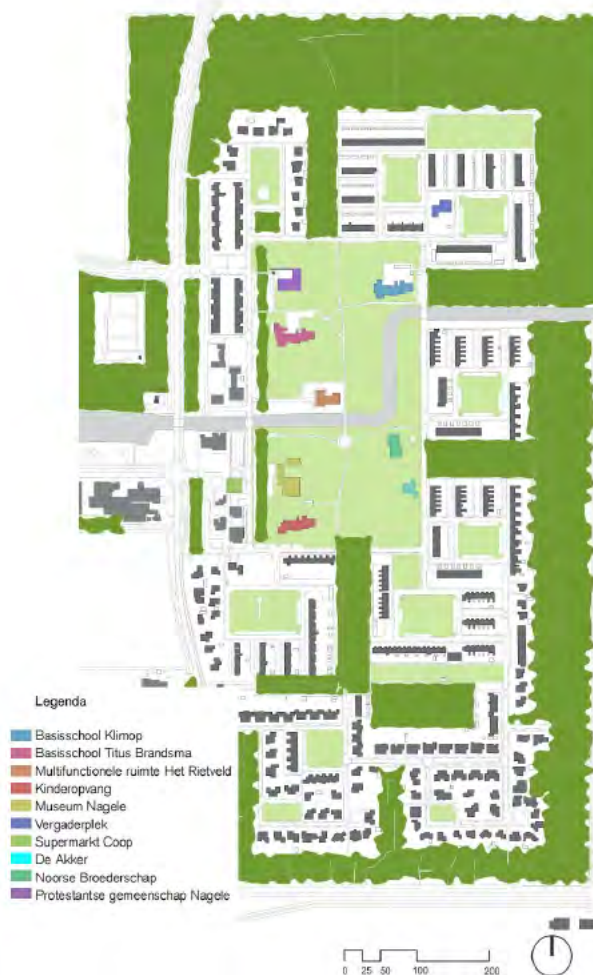 Legenda
Basisschool Klimop
Basisschool Titus Brandsma
Multifunctionele ruimte Het Rietveld
Kinderopvang
Museum Nagele
Vergaderplek
Supermarkt Coop
De Akker
Noorse Broederschap
Protestantse gemeenschap Nagele
0 25 50 100 200